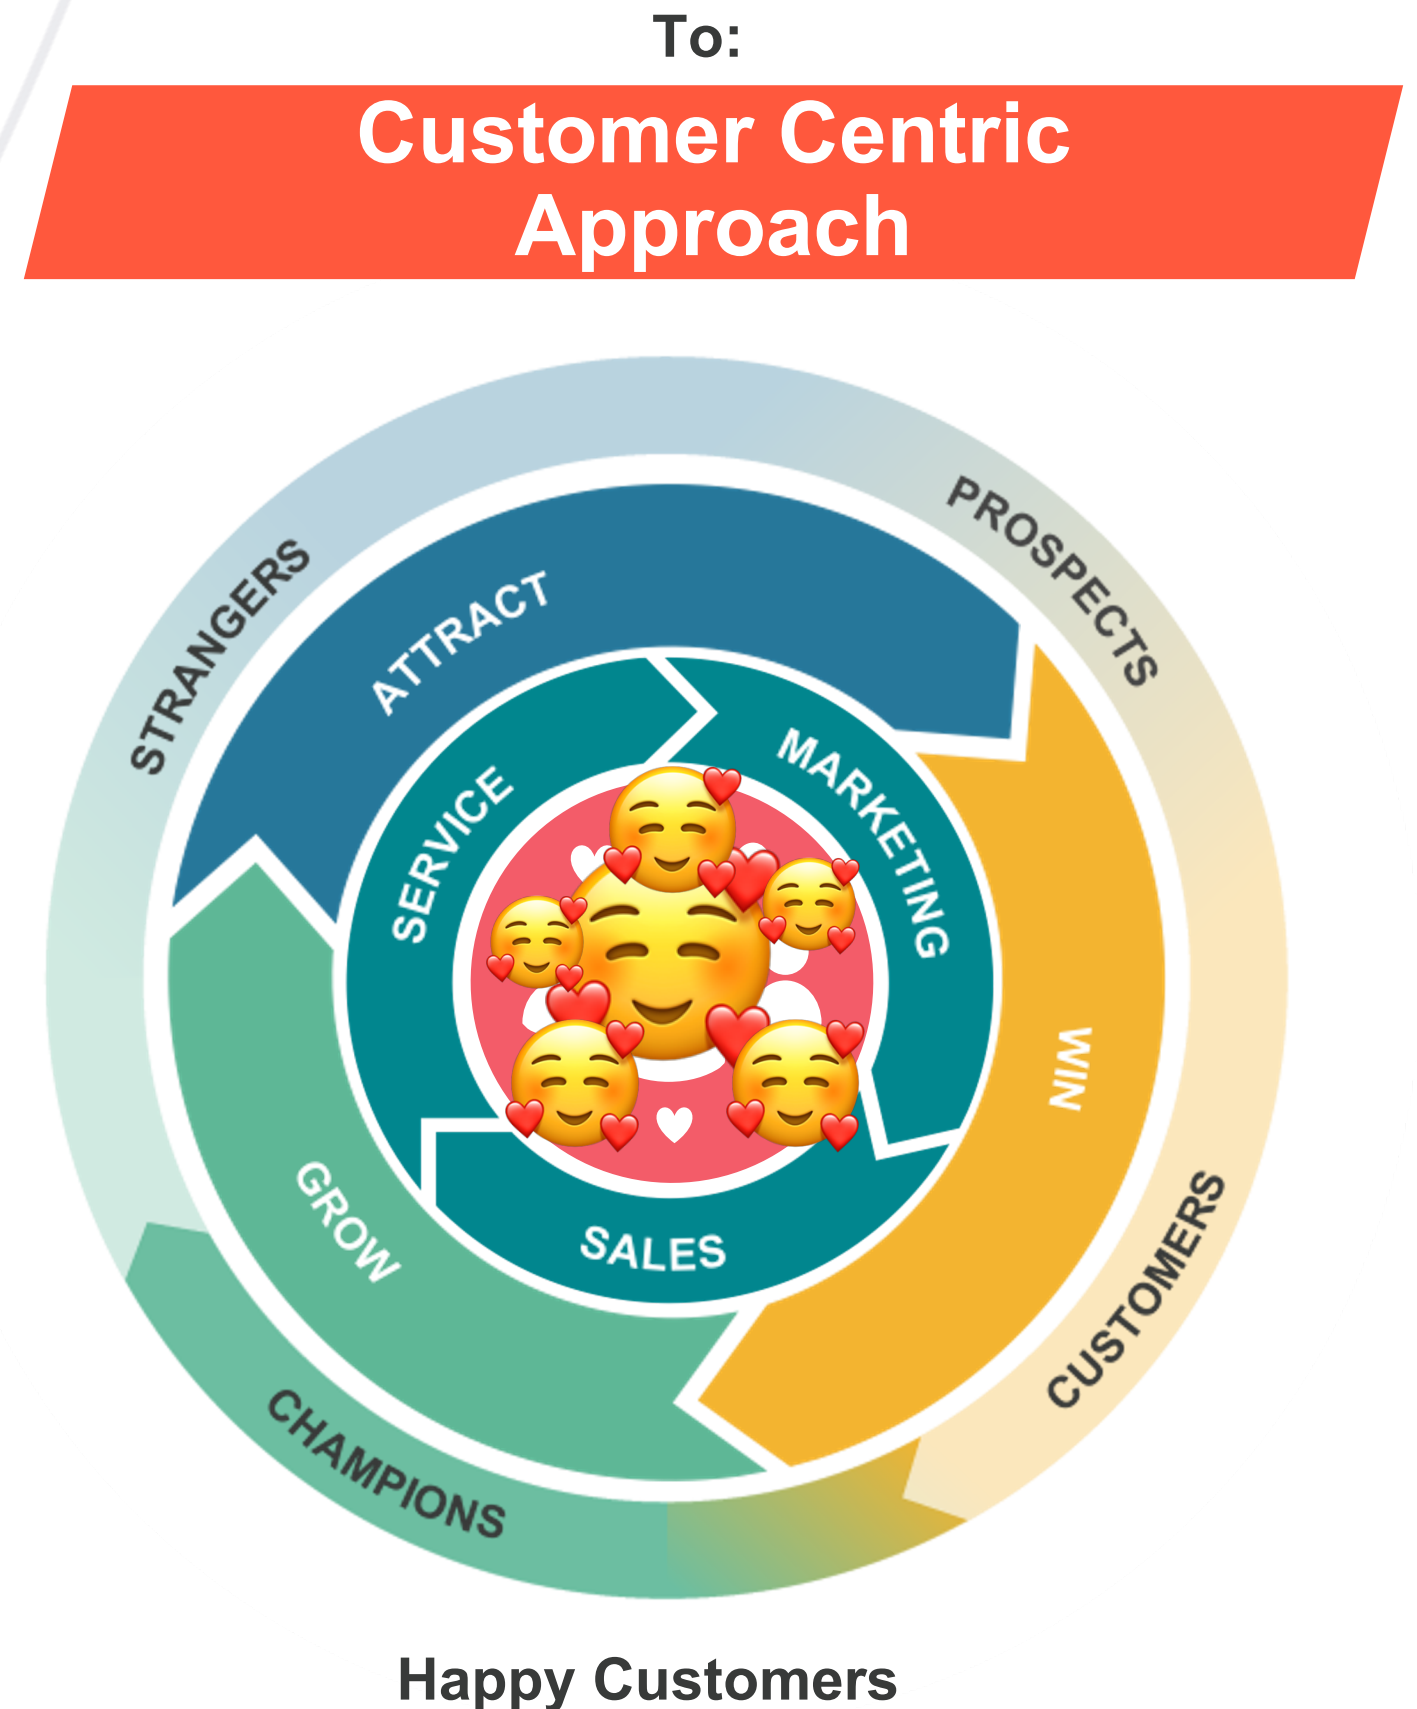 To:
Customer Centric
Approach
STRANGERS
PROSPECTS
CUSTOMERS
CHAMPIONS
ATTRACT
WIN
GROW
SERVICE
MARKETING
SALES
Happy Customers